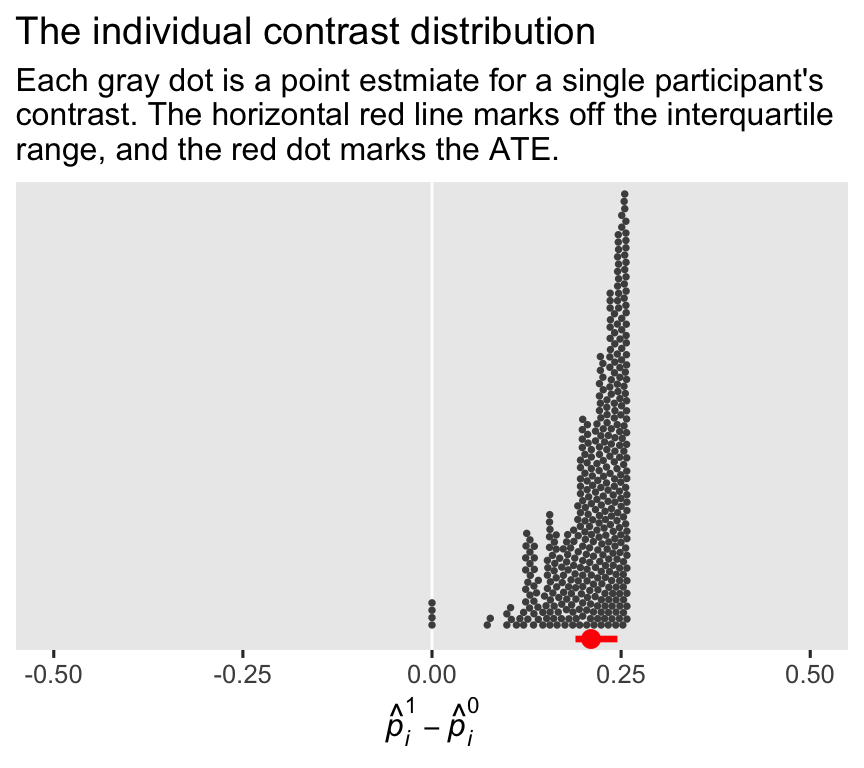 The individual contrast distribution
Each gray dot is a point estmiate for a single participant's
contrast. The horizontal red line marks off the interquartile
range, and the red dot marks the ATE.
-0.50 -0.25 0.00 0.25 0.50
p̂ᵢ¹ – p̂ᵢ⁰